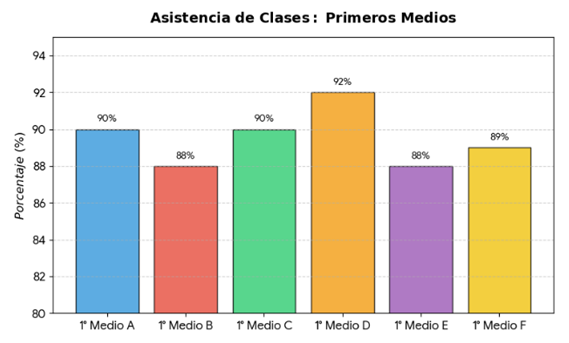 Asistencia de Clases: Primeros Medios
Porcentaje (%)
94
92
90
88
86
84
82
80
90%
88%
90%
92%
88%
89%
1° Medio A
1° Medio B
1° Medio C
1° Medio D
1° Medio E
1° Medio F